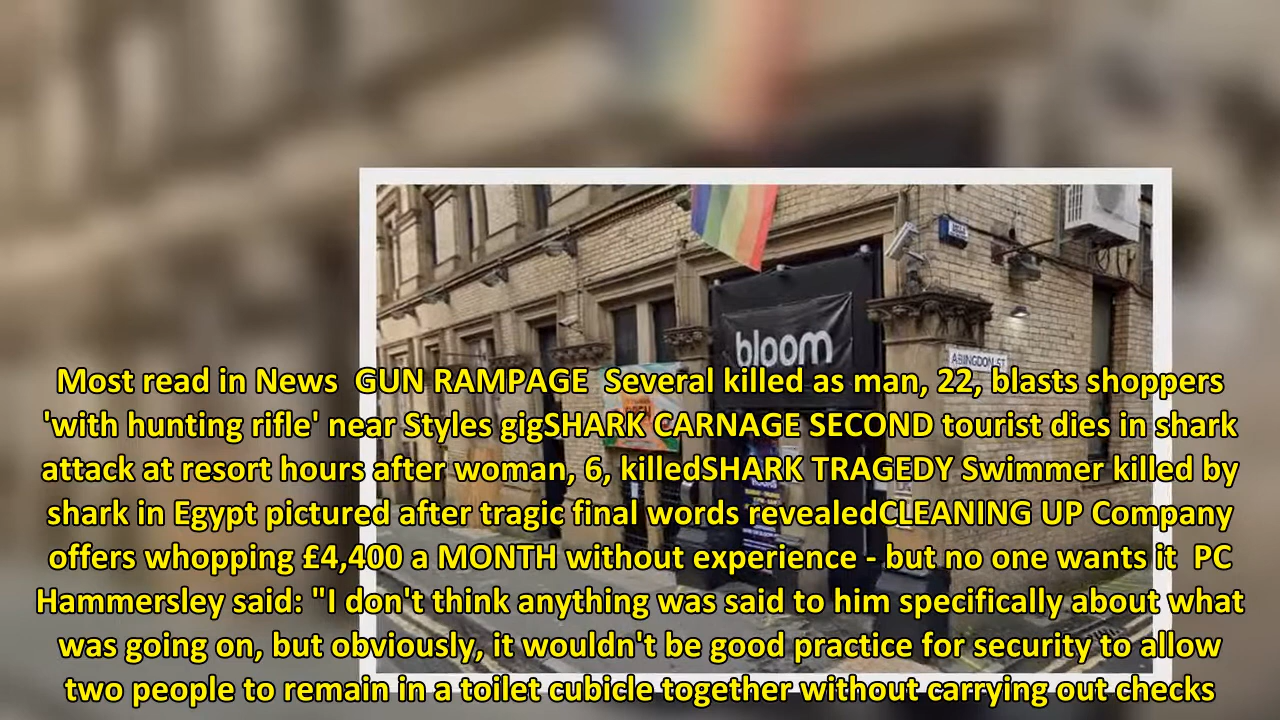 bloom
ABINGDON ST
Most read in News  GUN RAMPAGE  Several killed as man, 22, blasts shoppers
'with hunting rifle' near Styles gigSHARK CARNAGE SECOND tourist dies in shark
attack at resort hours after woman, 6, killedSHARK TRAGEDY Swimmer killed by
shark in Egypt pictured after tragic final words revealedCLEANING UP Company
offers whopping £4,400 a MONTH without experience - but no one wants it  PC
Hammersley said: "I don't think anything was said to him specifically about what
was going on, but obviously, it wouldn't be good practice for security to allow
two people to remain in a toilet cubicle together without carrying out checks